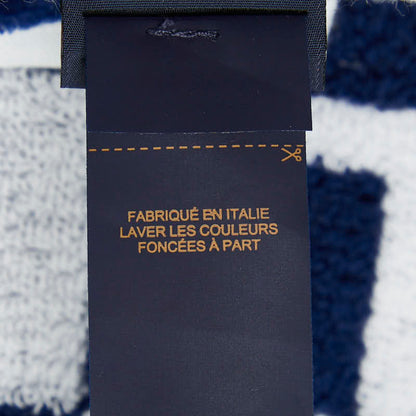 FABRIQUÉ EN ITALIE
LAVER LES COULEURS
FONCÉES À PART